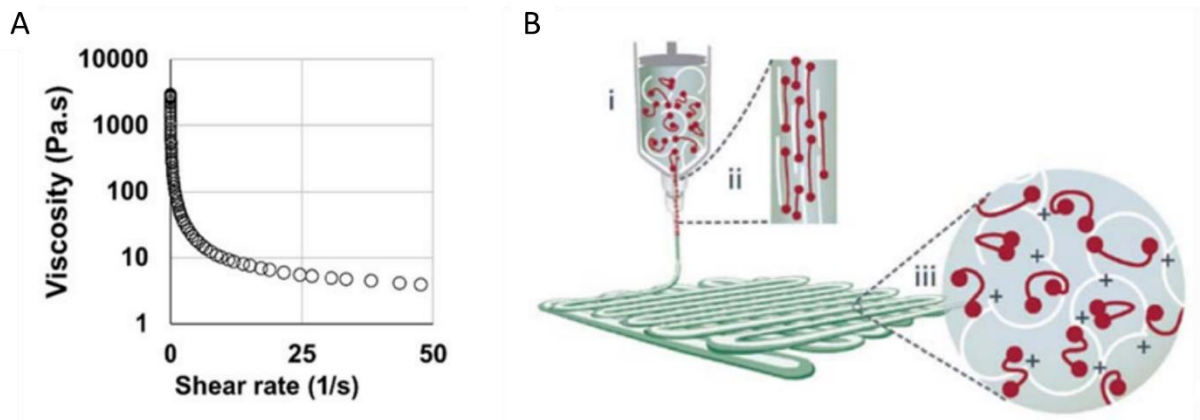 A
B
10000
1000
100
10
1
Viscosity (Pa.s)
0 25 50
Shear rate (1/s)
i
ii
iii
+
+
+
+
+
+
+
+
+